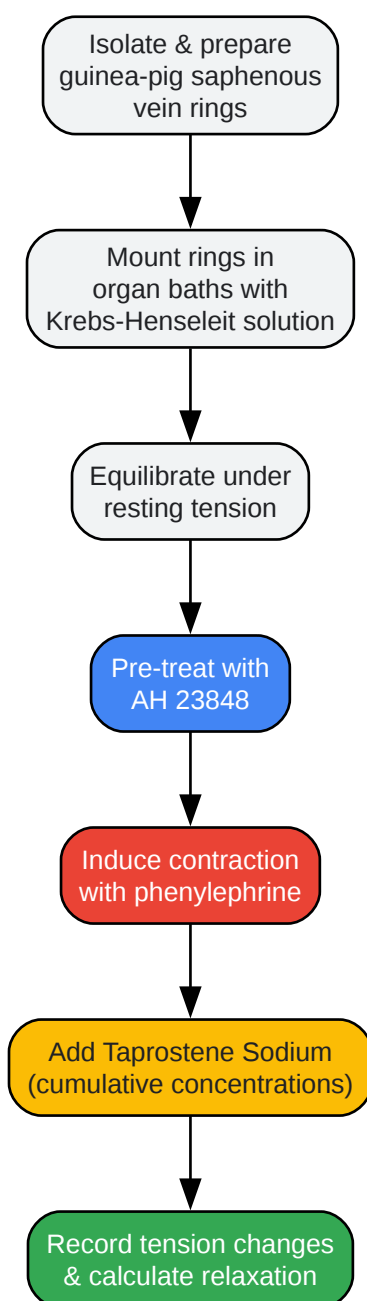 Isolate & prepare
guinea-pig saphenous
vein rings
Mount rings in
organ baths with
Krebs-Henseleit solution
Equilibrate under
resting tension
Pre-treat with
AH 23848
Induce contraction
with phenylephrine
Add Taprostene Sodium
(cumulative concentrations)
Record tension changes
& calculate relaxation